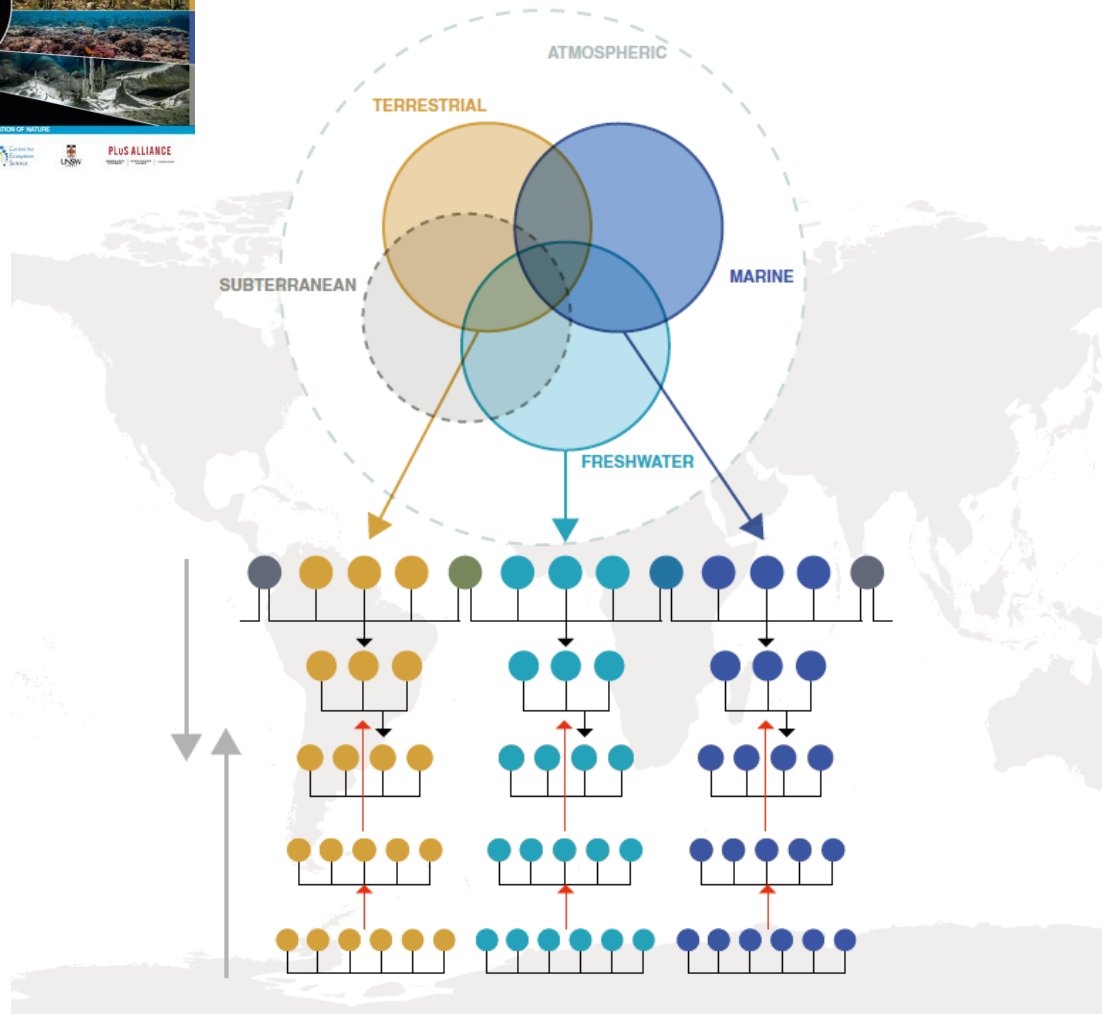 ATION OF NATURE
Centre for
Ecosystem
Science
UNSW
PLuS ALLIANCE
ATMOSPHERIC
TERRESTRIAL
SUBTERRANEAN
MARINE
FRESHWATER